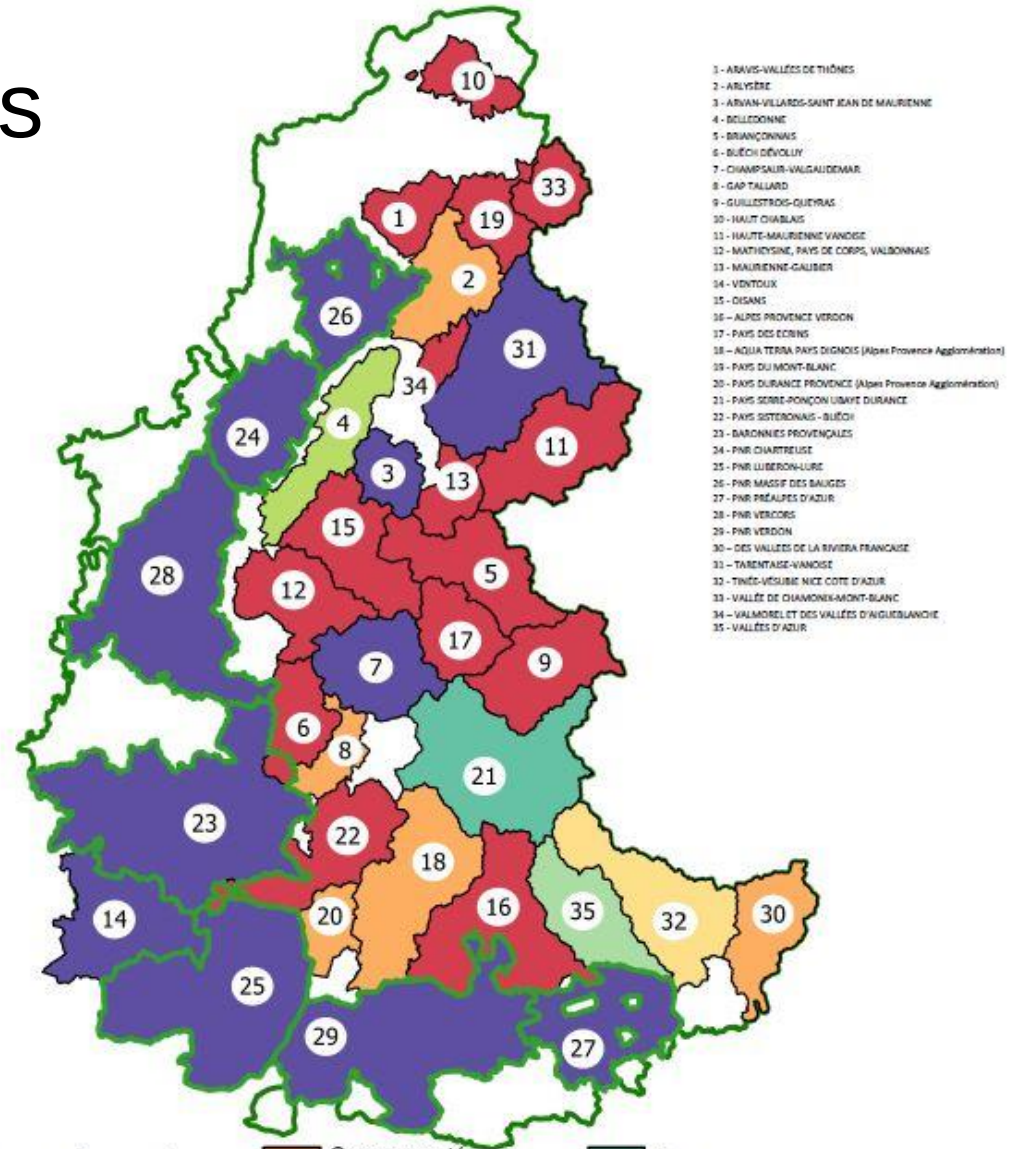 s
1 - ARAVIS-VALLÉES DE THÔNES
2 - ARLYSÈRE
3 - ARVAN-VILLARDS-SAINT JEAN DE MAURIENNE
4 - BELLEDONNE
5 - BRIANÇONNAIS
6 - BUËCH DÉVOLUY
7 - CHAMPSAUR-VALGAUDEMAR
8 - GAP TALLARD
9 - GUILLESTROIS-QUEYRAS
10 - HAUT CHABLAIS
11 - HAUTE-MAURIENNE VANOISE
12 - MATHEYSINE, PAYS DE CORPS, VALBONNAIS
13 - MAURIENNE-GALIBIER
14 - VENTOUX
15 - OISANS
16 – ALPES PROVENCE VERDON
17 - PAYS DES ECRINS
18 – AQUA TERRA PAYS DIGNOIS (Alpes Provence Agglomération)
19 - PAYS DU MONT-BLANC
20 - PAYS DURANCE PROVENCE (Alpes Provence Agglomération)
21 - PAYS SERRE-PONÇON UBAYE DURANCE
22 - PAYS SISTERONAIS - BUËCH
23 - BARONNIES PROVENÇALES
24 - PNR CHARTREUSE
25 - PNR LUBERON-LURE
26 - PNR MASSIF DES BAUGES
27 - PNR PRÉALPES D'AZUR
28 - PNR VERCORS
29 - PNR VERDON
30 – DES VALLEES DE LA RIVIERA FRANCAISE
31 – TARENTAISE-VANOISE
32 - TINÉE-VÉSUBIE NICE COTE D'AZUR
33 - VALLÉE DE CHAMONIX-MONT-BLANC
34 – VALMOREL ET DES VALLÉES D'AIGUEBLANCHE
35 - VALLÉES D'AZUR
10
33
1
19
2
26
31
34
4
24
11
3
13
15
5
28
12
17
9
7
6
8
21
23
22
18
16
35
32
30
14
20
25
29
27